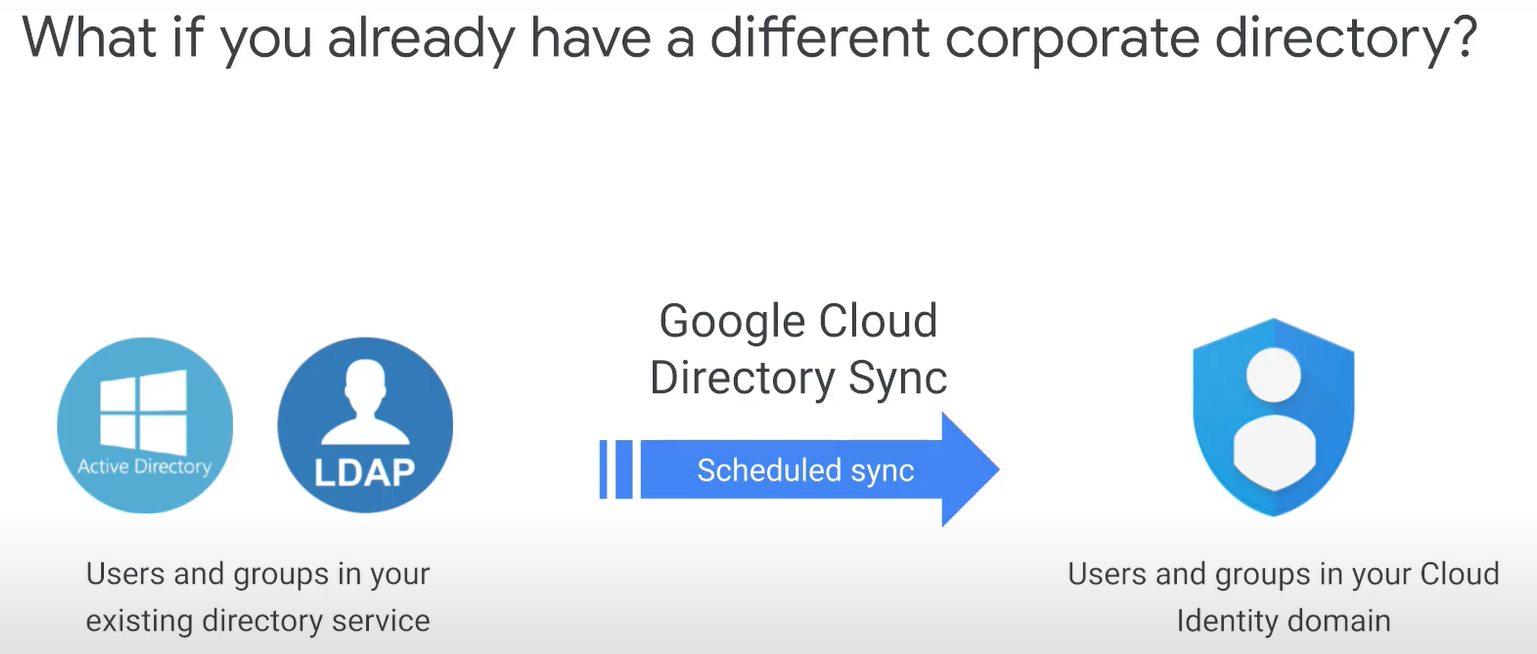 What if you already have a different corporate directory?
Google Cloud
Directory Sync
Active Directory
LDAP
Scheduled sync
Users and groups in your
existing directory service
Users and groups in your Cloud
Identity domain